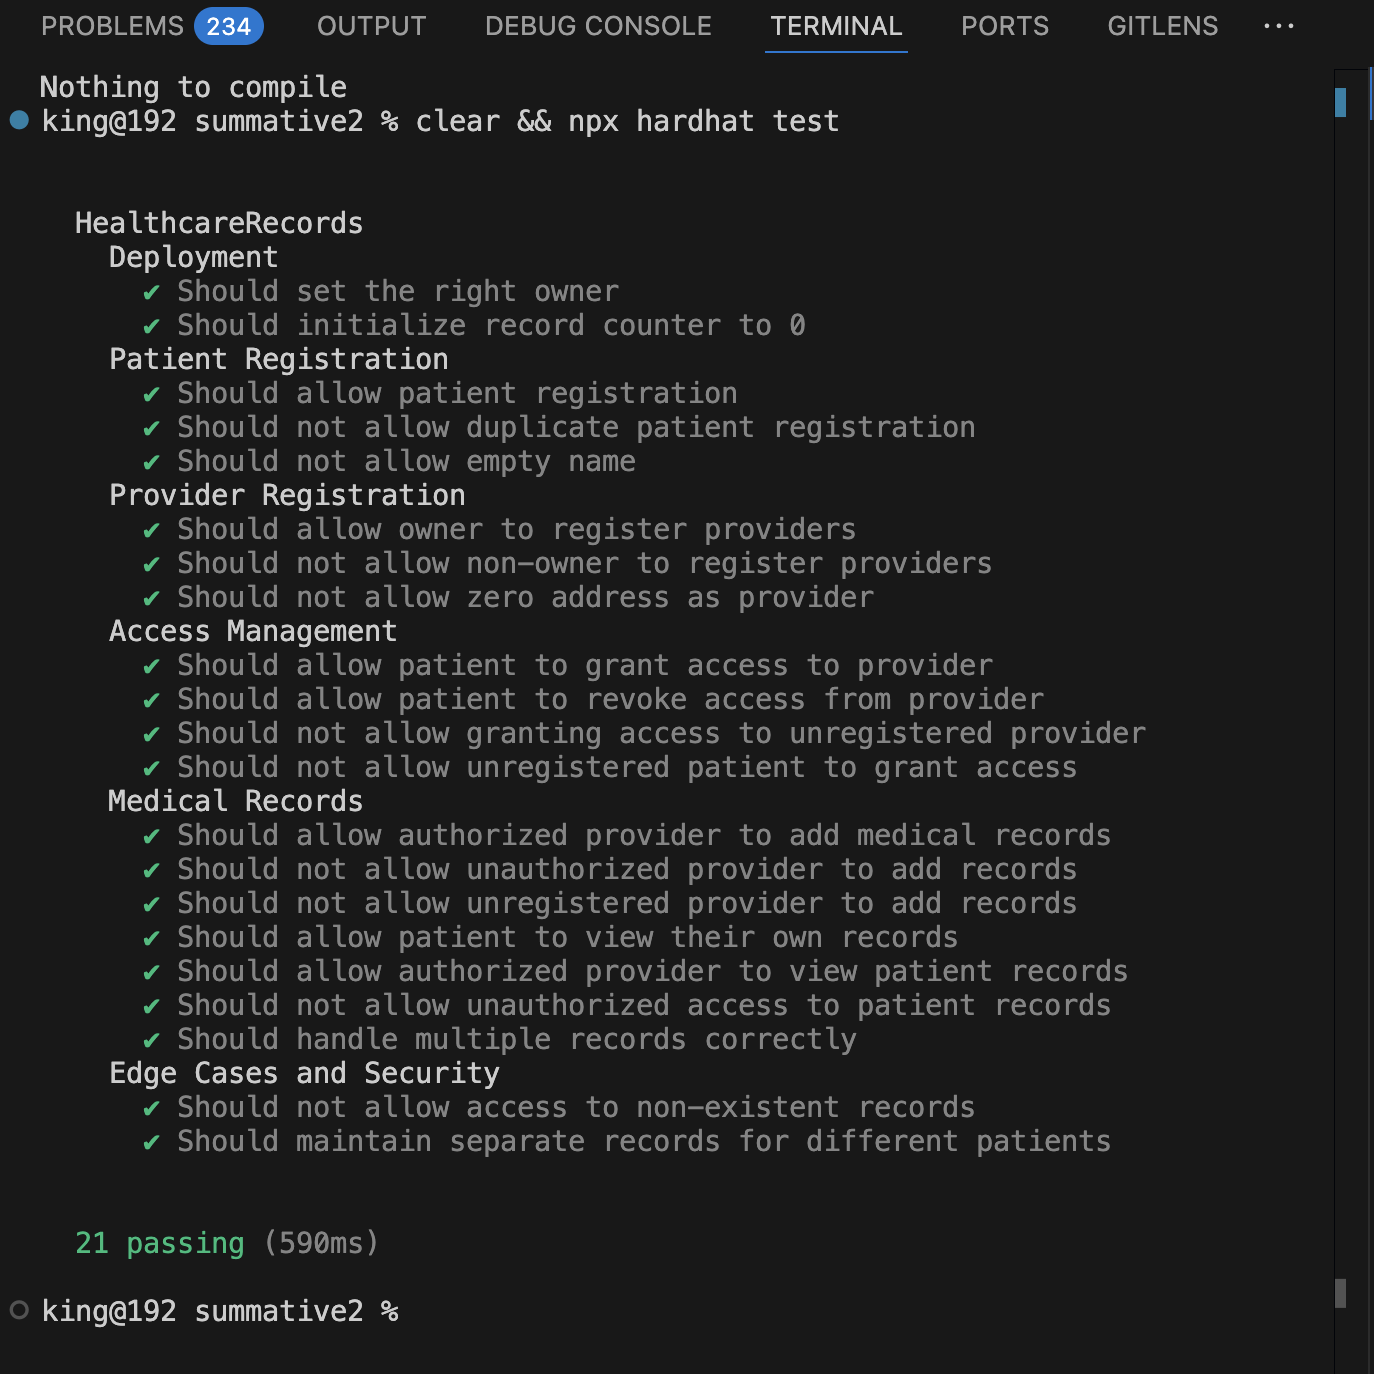 PROBLEMS 234 OUTPUT DEBUG CONSOLE TERMINAL PORTS GITLENS ···
Nothing to compile
king@192 summative2 % clear && npx hardhat test
HealthcareRecords
Deployment
✔ Should set the right owner
✔ Should initialize record counter to 0
Patient Registration
✔ Should allow patient registration
✔ Should not allow duplicate patient registration
✔ Should not allow empty name
Provider Registration
✔ Should allow owner to register providers
✔ Should not allow non-owner to register providers
✔ Should not allow zero address as provider
Access Management
✔ Should allow patient to grant access to provider
✔ Should allow patient to revoke access from provider
✔ Should not allow granting access to unregistered provider
✔ Should not allow unregistered patient to grant access
Medical Records
✔ Should allow authorized provider to add medical records
✔ Should not allow unauthorized provider to add records
✔ Should not allow unregistered provider to add records
✔ Should allow patient to view their own records
✔ Should allow authorized provider to view patient records
✔ Should not allow unauthorized access to patient records
✔ Should handle multiple records correctly
Edge Cases and Security
✔ Should not allow access to non-existent records
✔ Should maintain separate records for different patients
21 passing (590ms)
king@192 summative2 %